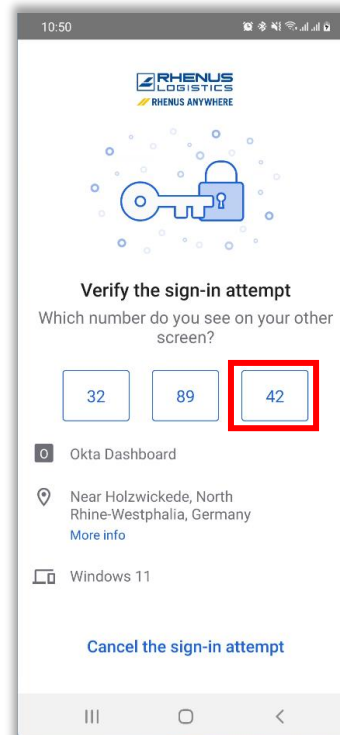 10:50
RHENUS
LOGISTICS
RHENUS ANYWHERE
Verify the sign-in attempt
Which number do you see on your other
screen?
32 89 42
O Okta Dashboard
Near Holzwickede, North
Rhine-Westphalia, Germany
More info
Windows 11
Cancel the sign-in attempt